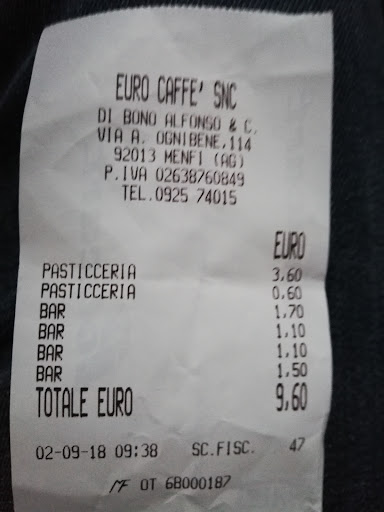 EURO CAFFE' SNC
DI BONO ALFONSO & C.
VIA A. OGNIBENE,114
92013 MENFI (AG)
P.IVA 02638760849
TEL.0925 74015
EURO
PASTICCERIA 3,60
PASTICCERIA 0,60
BAR 1,70
BAR 1,10
BAR 1,10
BAR 1,50
TOTALE EURO 9,60
02-09-18 09:38 SC.FISC. 47
MF OT 68000187